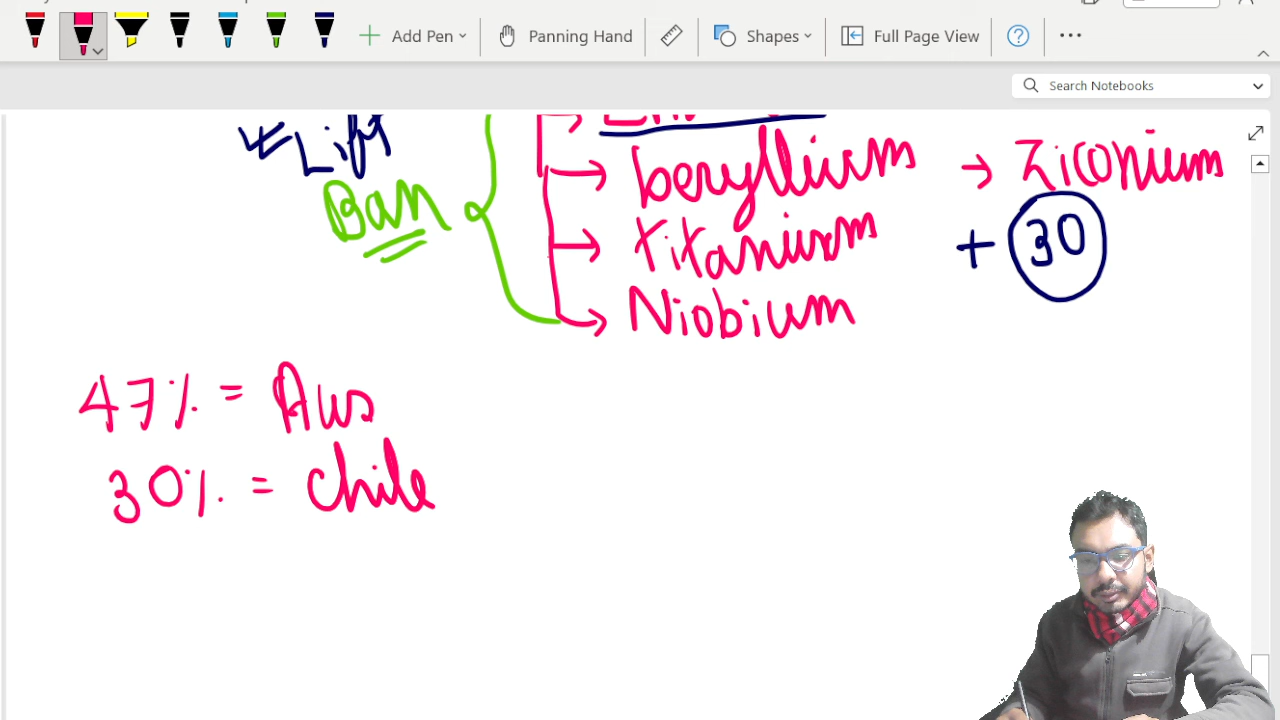 Add Pen
Panning Hand
Shapes
Full Page View
?
Search Notebooks
Lift
Ban
beryllium → Ziconium
titanium + 30
Niobium
47% = Aus
30% = Chile